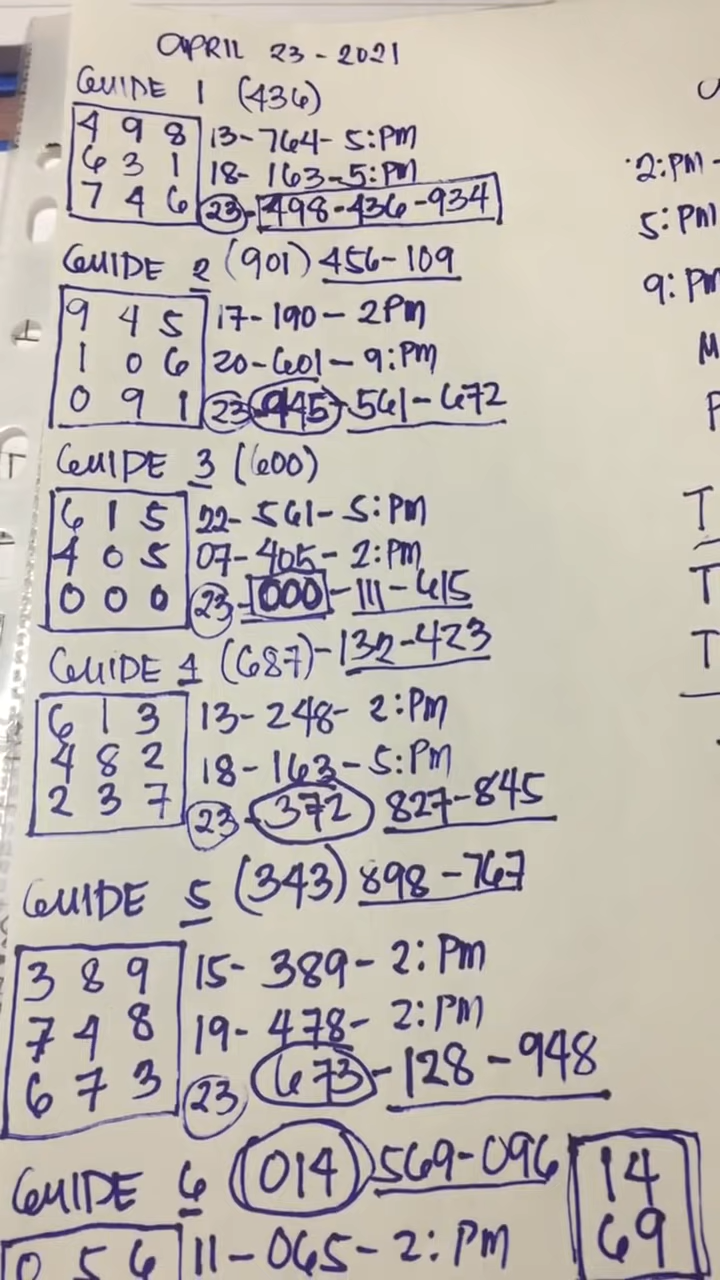 APRIL 23-2021
GUIDE 1 (436)
4 9 8 13-764-5:PM
6 3 1 18-163-5:PM
7 4 6 23-498-436-934
GUIDE 2 (901) 456-109
9 4 5 17-190-2PM
1 0 6 20-601-9:PM
0 9 1 23-945-561-672
GUIDE 3 (600)
6 1 5 22-561-5:PM
4 0 5 07-405-2:PM
0 0 0 23-000-111-615
GUIDE 4 (687)-132-423
6 1 3 13-248-2:PM
4 8 2 18-163-5:PM
2 3 7 23-372 827-845
GUIDE 5 (343) 898-767
3 8 9 15-389-2:PM
7 4 8 19-478-2:PM
6 7 3 23 673-128-948
GUIDE 6 (014) 569-096
0 5 6 11-065-2:PM
14
69
2:PM-
5:PM
9:PM
M
P
T
T
T